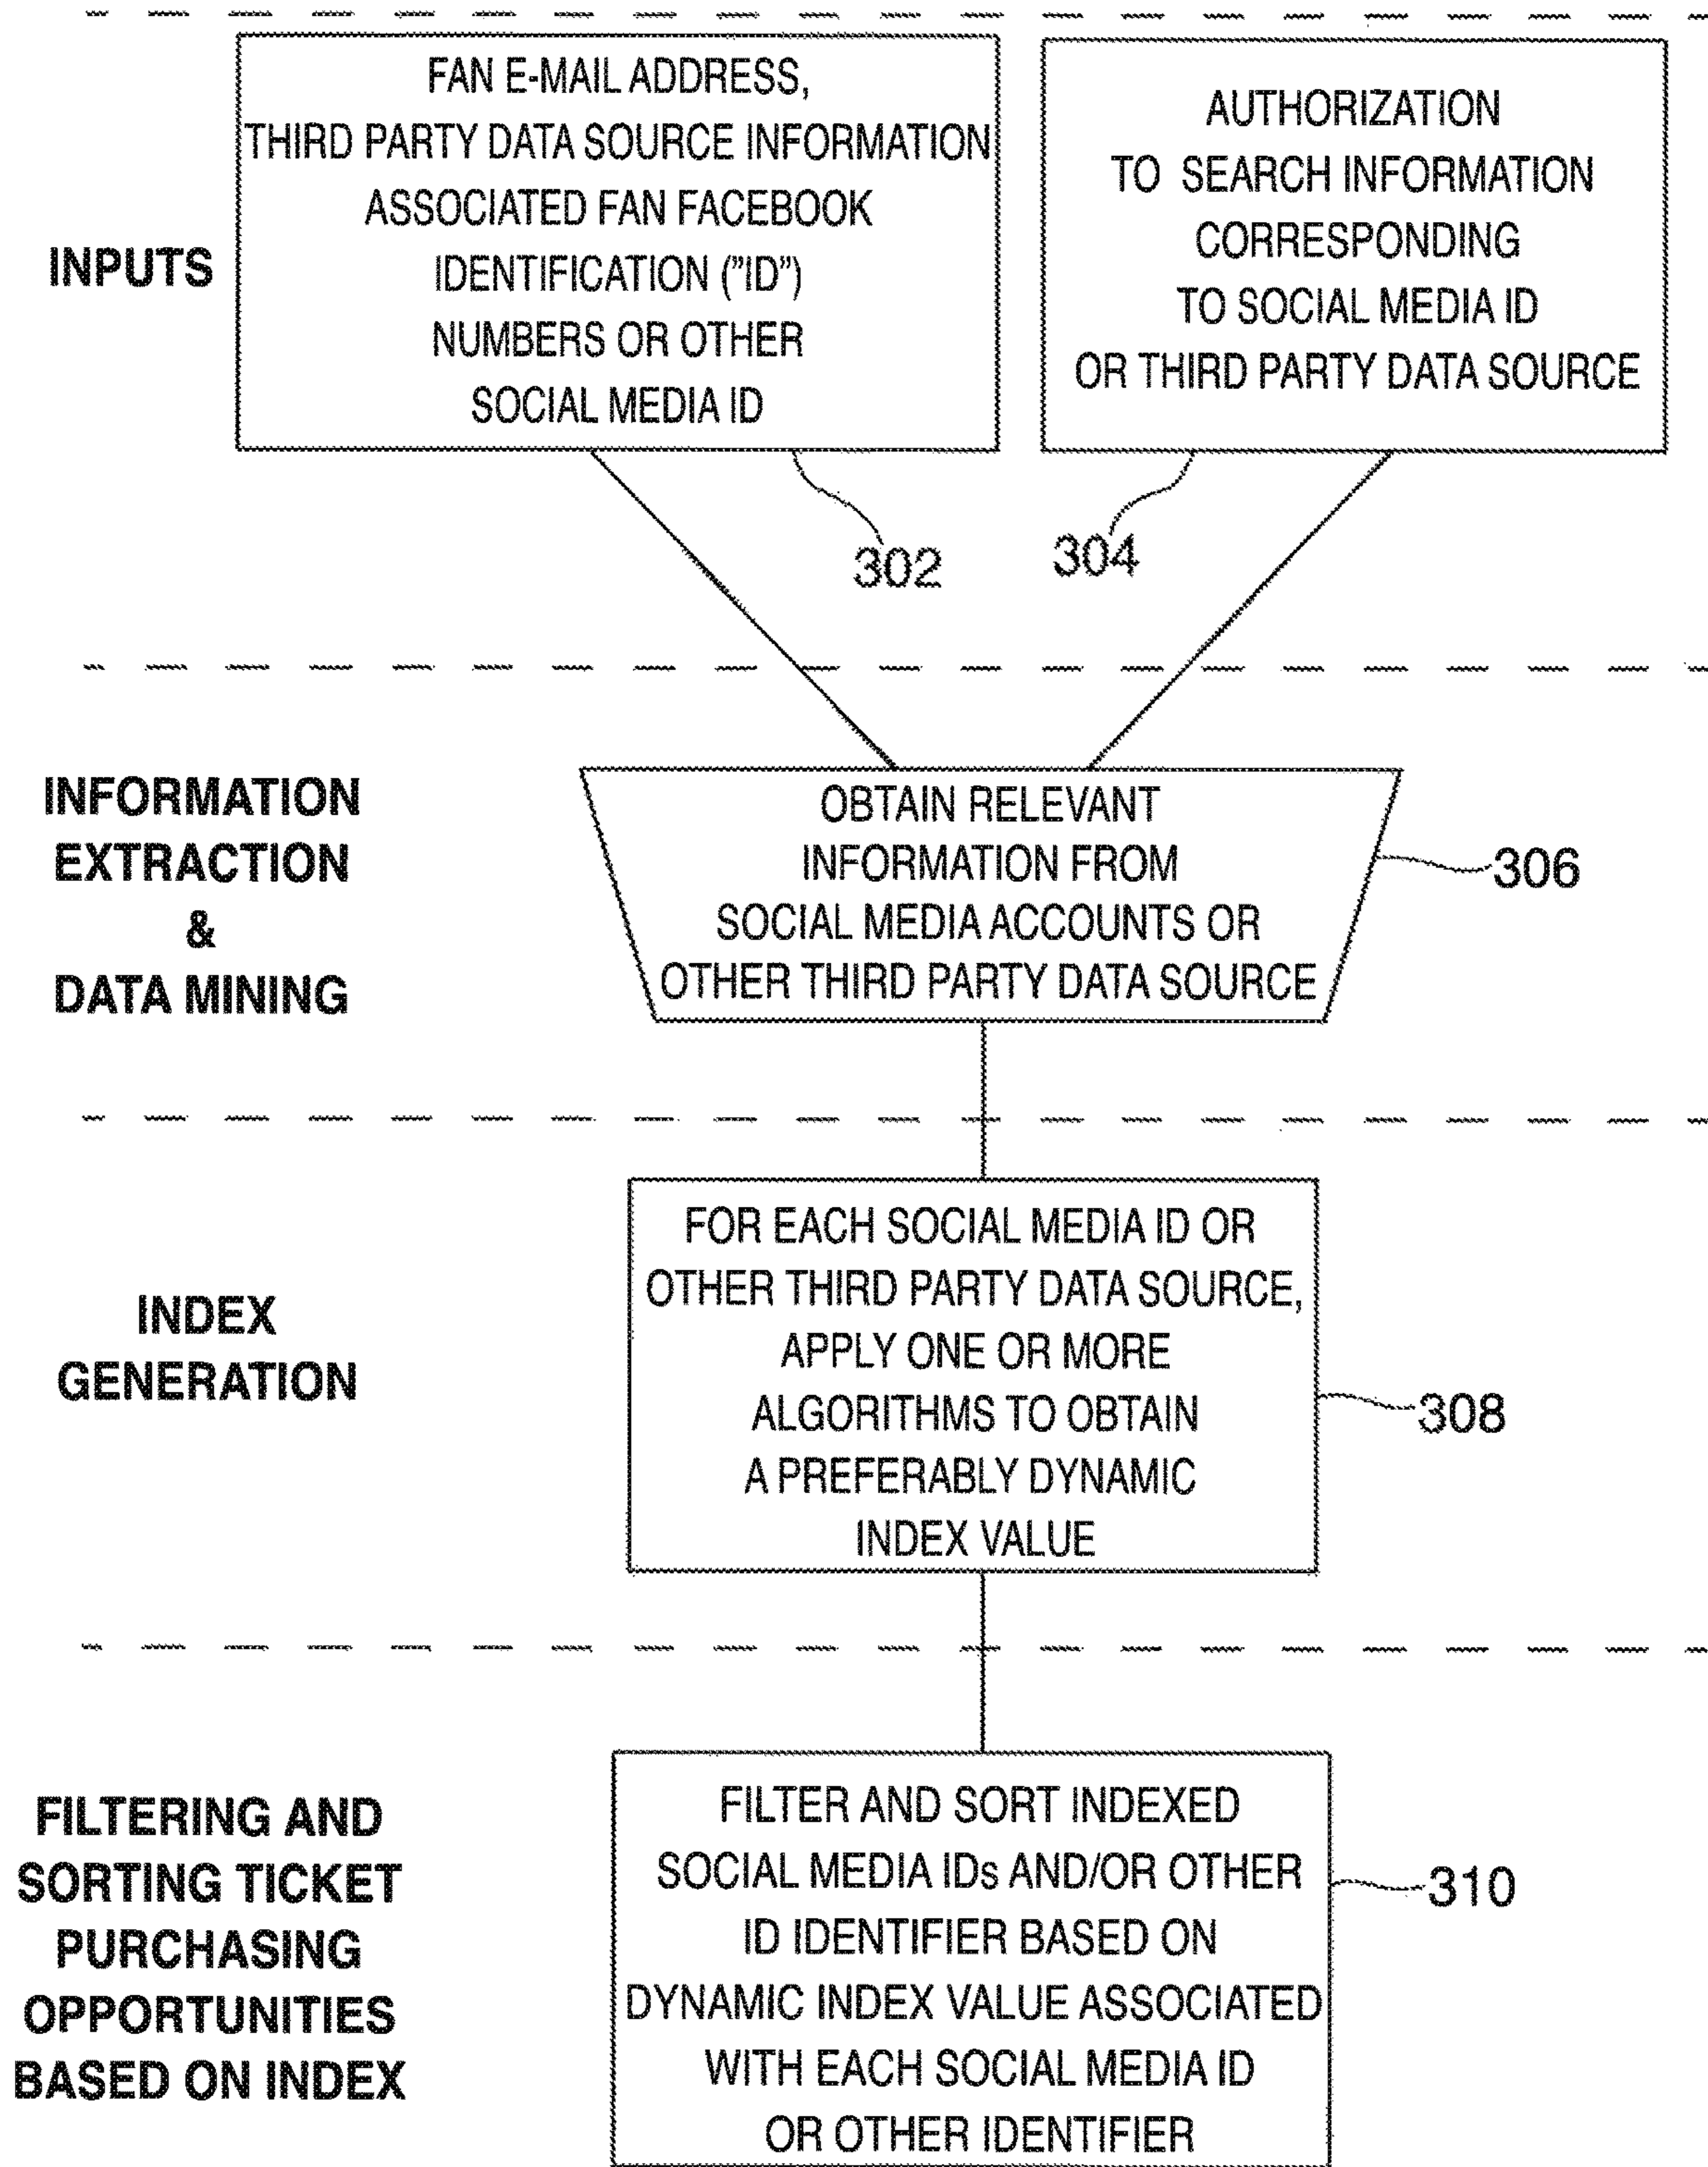 INPUTS
FAN E-MAIL ADDRESS,
THIRD PARTY DATA SOURCE INFORMATION
ASSOCIATED FAN FACEBOOK
IDENTIFICATION ("ID")
NUMBERS OR OTHER
SOCIAL MEDIA ID
302
AUTHORIZATION
TO SEARCH INFORMATION
CORRESPONDING
TO SOCIAL MEDIA ID
OR THIRD PARTY DATA SOURCE
304
INFORMATION
EXTRACTION
&
DATA MINING
OBTAIN RELEVANT
INFORMATION FROM
SOCIAL MEDIA ACCOUNTS OR
OTHER THIRD PARTY DATA SOURCE
306
INDEX
GENERATION
FOR EACH SOCIAL MEDIA ID OR
OTHER THIRD PARTY DATA SOURCE,
APPLY ONE OR MORE
ALGORITHMS TO OBTAIN
A PREFERABLY DYNAMIC
INDEX VALUE
308
FILTERING AND
SORTING TICKET
PURCHASING
OPPORTUNITIES
BASED ON INDEX
FILTER AND SORT INDEXED
SOCIAL MEDIA IDs AND/OR OTHER
ID IDENTIFIER BASED ON
DYNAMIC INDEX VALUE ASSOCIATED
WITH EACH SOCIAL MEDIA ID
OR OTHER IDENTIFIER
310